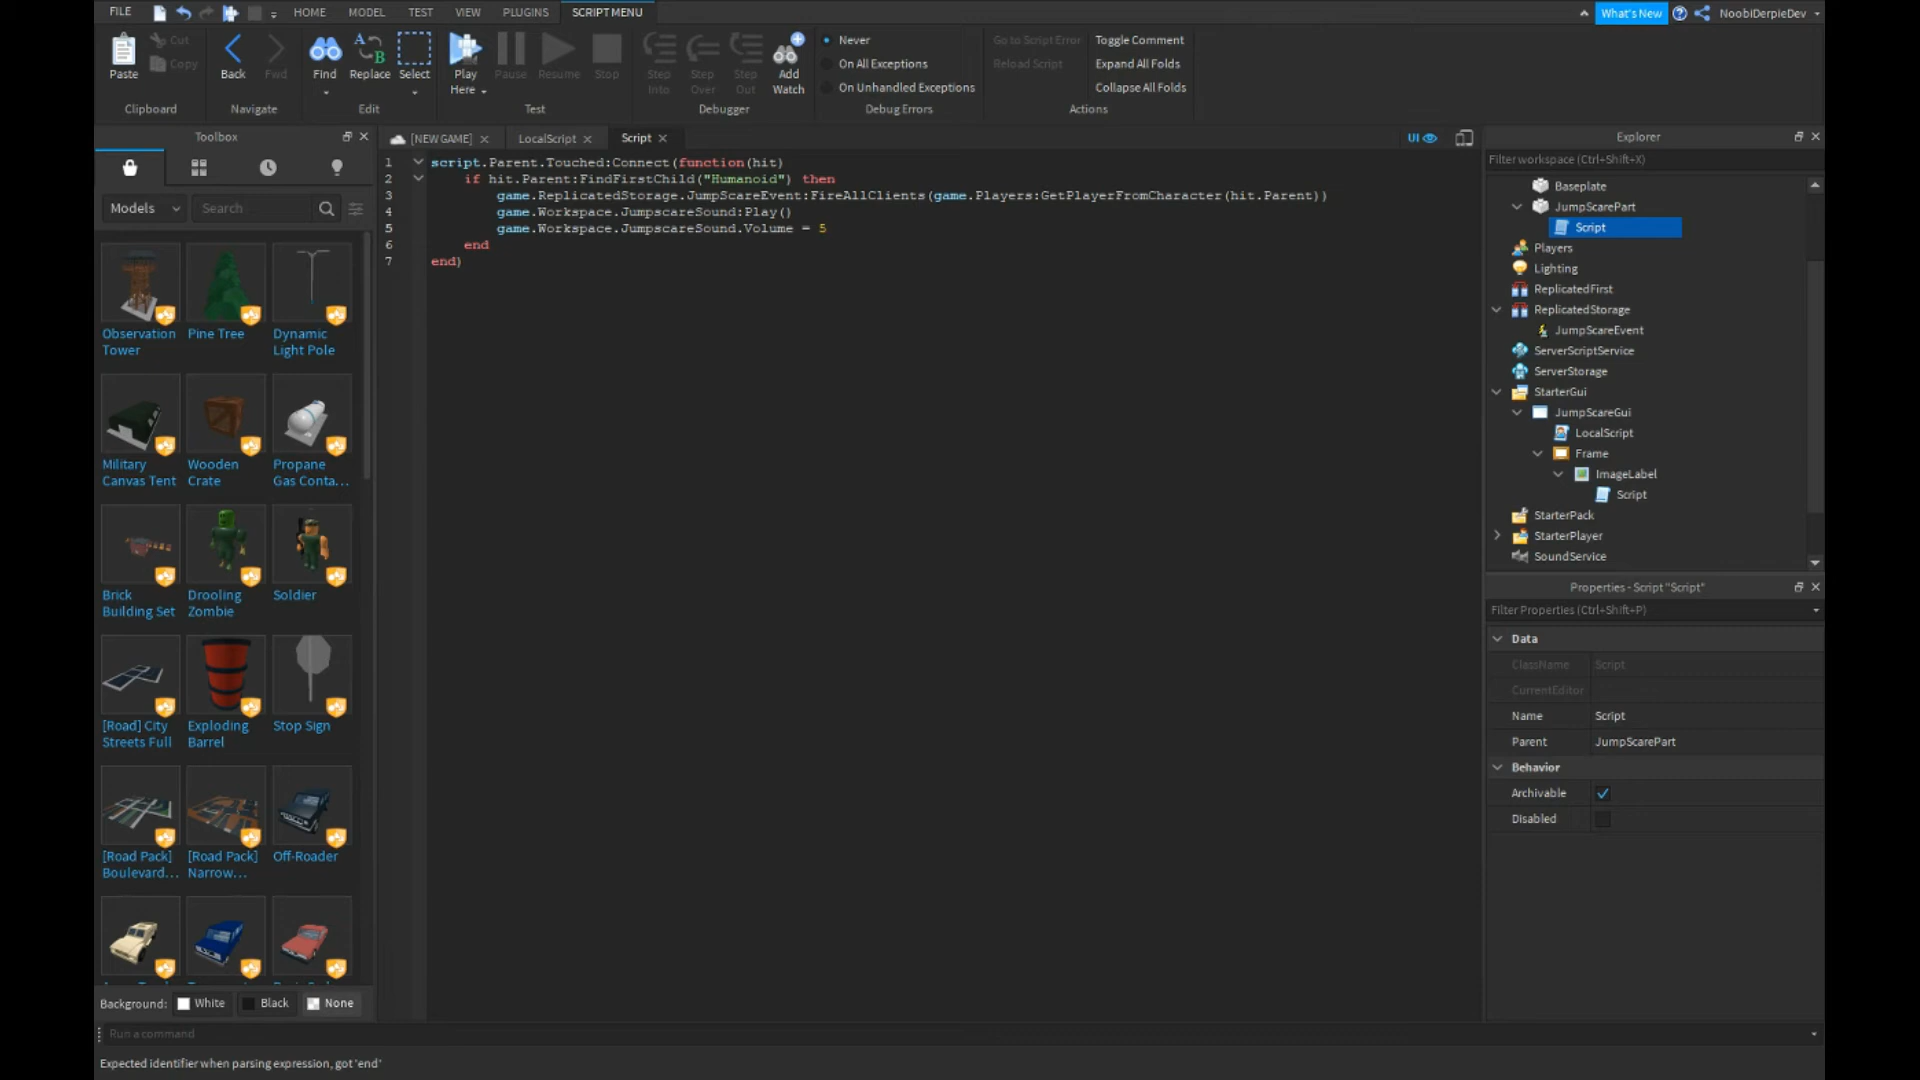 FILE HOME MODEL TEST VIEW PLUGINS SCRIPT MENU What's New NoobiDerpieDev
Paste Cut Copy Back Fwd Find Replace Select Play Here Pause Resume Stop Step Into Step Over Step Out Add Watch
Never
On All Exceptions
On Unhandled Exceptions
Go to Script Error
Reload Script
Toggle Comment
Expand All Folds
Collapse All Folds
Clipboard Navigate Edit Test Debugger Debug Errors Actions
Toolbox
Models Search
Observation Tower
Pine Tree
Dynamic Light Pole
Military Canvas Tent
Wooden Crate
Propane Gas Conta...
Brick Building Set
Drooling Zombie
Soldier
[Road] City Streets Full
Exploding Barrel
Stop Sign
[Road Pack] Boulevard...
[Road Pack] Narrow...
Off-Roader
Background: White Black None
[NEW GAME] LocalScript Script UI
1 script.Parent.Touched:Connect(function(hit)
2 if hit.Parent:FindFirstChild("Humanoid") then
3 game.ReplicatedStorage.JumpScareEvent:FireAllClients(game.Players:GetPlayerFromCharacter(hit.Parent))
4 game.Workspace.JumpscareSound:Play()
5 game.Workspace.JumpscareSound.Volume = 5
6 end
7 end)
Explorer
Filter workspace (Ctrl+Shift+X)
Baseplate
JumpScarePart
Script
Players
Lighting
ReplicatedFirst
ReplicatedStorage
JumpScareEvent
ServerScriptService
ServerStorage
StarterGui
JumpScareGui
LocalScript
Frame
ImageLabel
Script
StarterPack
StarterPlayer
SoundService
Properties - Script "Script"
Filter Properties (Ctrl+Shift+P)
Data
ClassName Script
CurrentEditor
Name Script
Parent JumpScarePart
Behavior
Archivable
Disabled
Run a command
Expected identifier when parsing expression, got 'end'